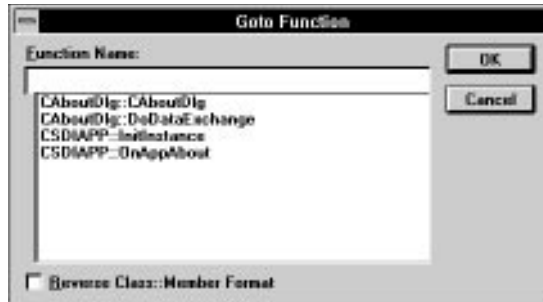 Goto Function
Function Name:
OK
CAboutDlg::CAboutDlg
Cancel
CAboutDlg::DoDataExchange
CSDIAPP::InitInstance
CSDIAPP::OnAppAbout
Reverse Class::Member Format